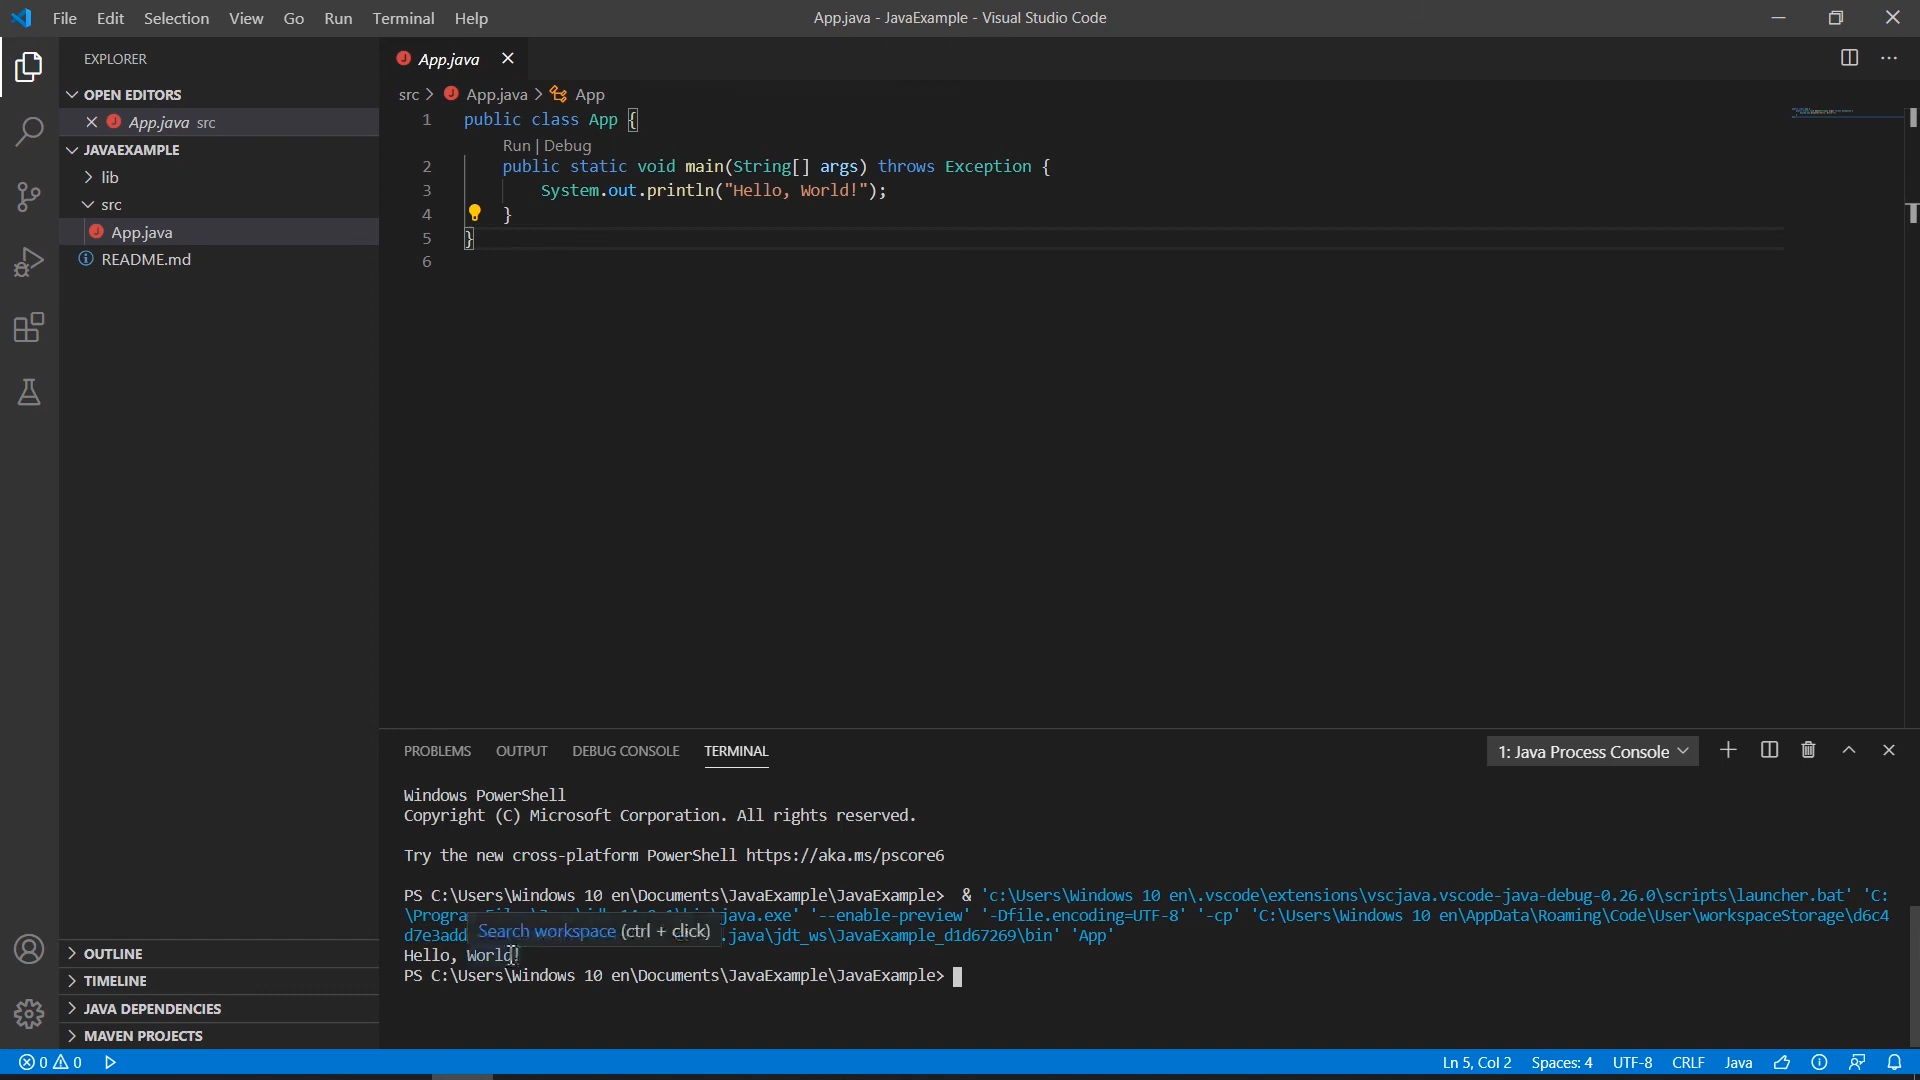 File Edit Selection View Go Run Terminal Help
App.java - JavaExample - Visual Studio Code
EXPLORER
OPEN EDITORS
App.java src
JAVAEXAMPLE
lib
src
App.java
README.md
OUTLINE
TIMELINE
JAVA DEPENDENCIES
MAVEN PROJECTS
App.java
src > App.java > App
1 public class App {
Run | Debug
2 public static void main(String[] args) throws Exception {
3 System.out.println("Hello, World!");
4 }
5 }
6
PROBLEMS OUTPUT DEBUG CONSOLE TERMINAL
1: Java Process Console
Windows PowerShell
Copyright (C) Microsoft Corporation. All rights reserved.
Try the new cross-platform PowerShell https://aka.ms/pscore6
PS C:\Users\Windows 10 en\Documents\JavaExample\JavaExample> & 'c:\Users\Windows 10 en\.vscode\extensions\vscjava.vscode-java-debug-0.26.0\scripts\launcher.bat' 'C:
\Program java.exe' '--enable-preview' '-Dfile.encoding=UTF-8' '-cp' 'C:\Users\Windows 10 en\AppData\Roaming\Code\User\workspaceStorage\d6c4
d7e3add .java\jdt_ws\JavaExample_d1d67269\bin' 'App'
Search workspace (ctrl + click)
Hello, World!
PS C:\Users\Windows 10 en\Documents\JavaExample\JavaExample>
0 0
Ln 5, Col 2 Spaces: 4 UTF-8 CRLF Java